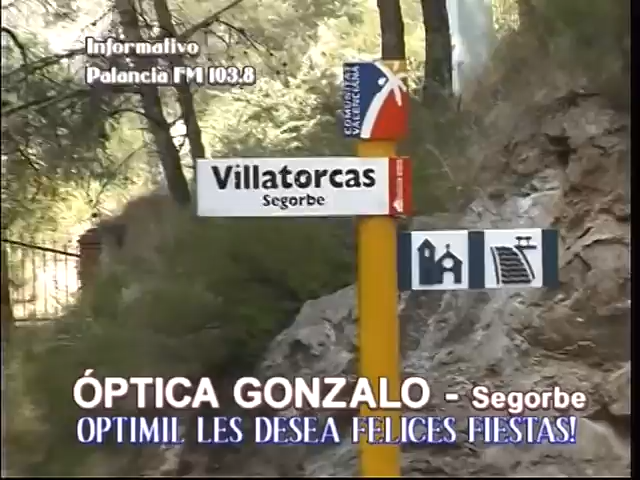 Informativo
Palancia FM 103,8
COMUNITAT
VALENCIANA
Villatorcas
Segorbe
ÓPTICA GONZALO - Segorbe
OPTIMIL LES DESEA FELICES FIESTAS!